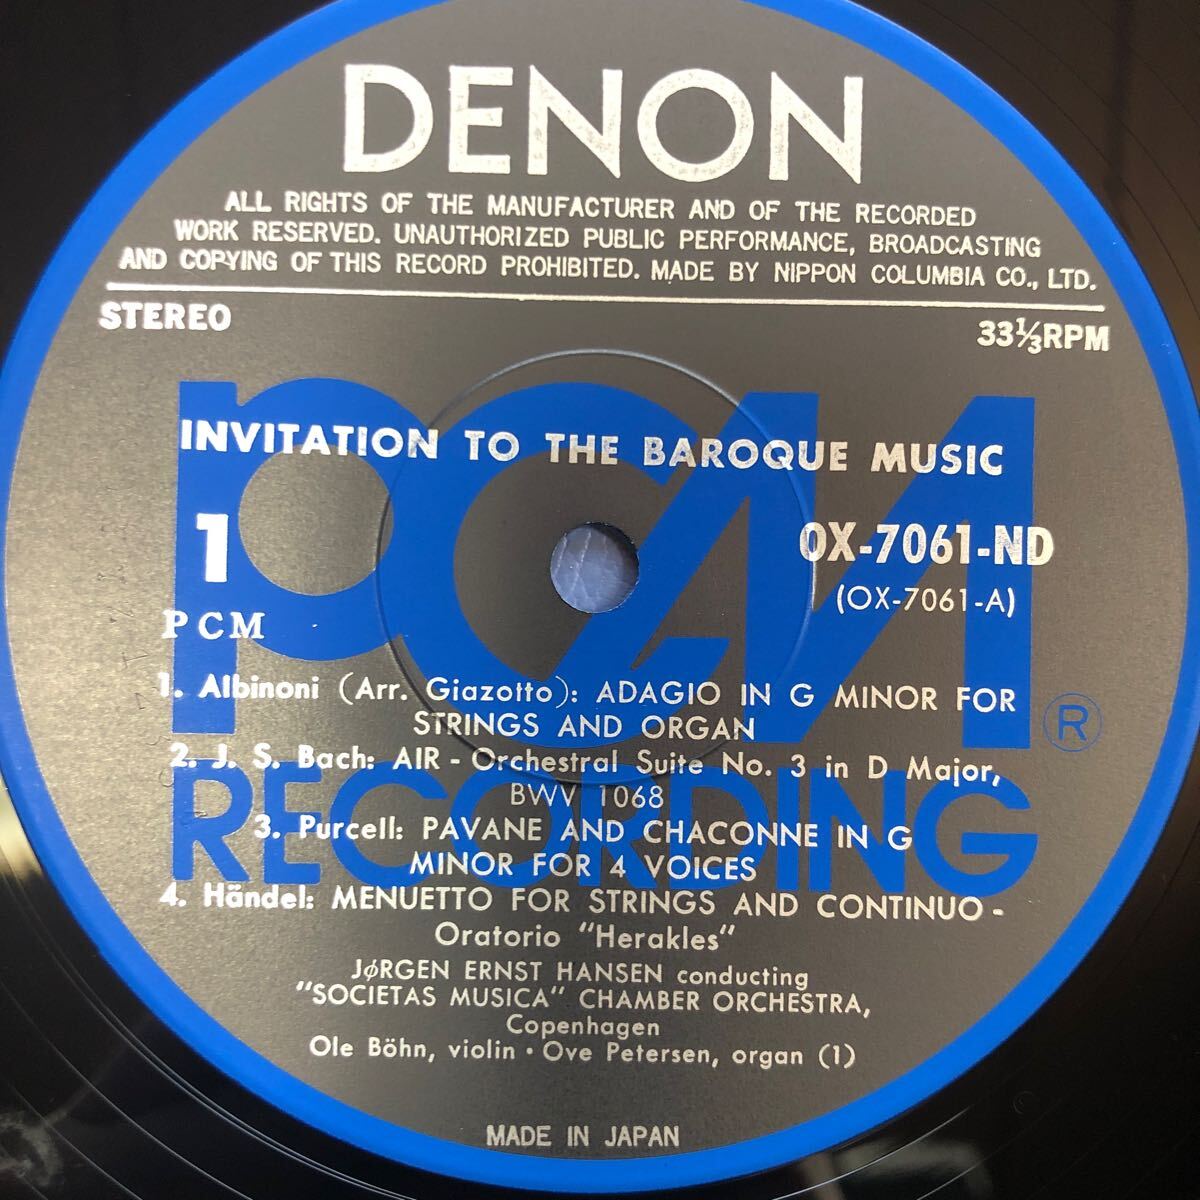 DENON
ALL RIGHTS OF THE MANUFACTURER AND OF THE RECORDED
WORK RESERVED. UNAUTHORIZED PUBLIC PERFORMANCE, BROADCASTING
AND COPYING OF THIS RECORD PROHIBITED. MADE BY NIPPON COLUMBIA CO., LTD.
STEREO
33⅓RPM
INVITATION TO THE BAROQUE MUSIC
1
OX-7061-ND
(OX-7061-A)
PCM
PCM
RECORDING
®
1. Albinoni (Arr. Giazotto): ADAGIO IN G MINOR FOR
STRINGS AND ORGAN
2. J. S. Bach: AIR - Orchestral Suite No. 3 in D Major,
BWV 1068
3. Purcell: PAVANE AND CHACONNE IN G
MINOR FOR 4 VOICES
4. Händel: MENUETTO FOR STRINGS AND CONTINUO -
Oratorio "Herakles"
JØRGEN ERNST HANSEN conducting
"SOCIETAS MUSICA" CHAMBER ORCHESTRA,
Copenhagen
Ole Böhn, violin · Ove Petersen, organ (1)
MADE IN JAPAN